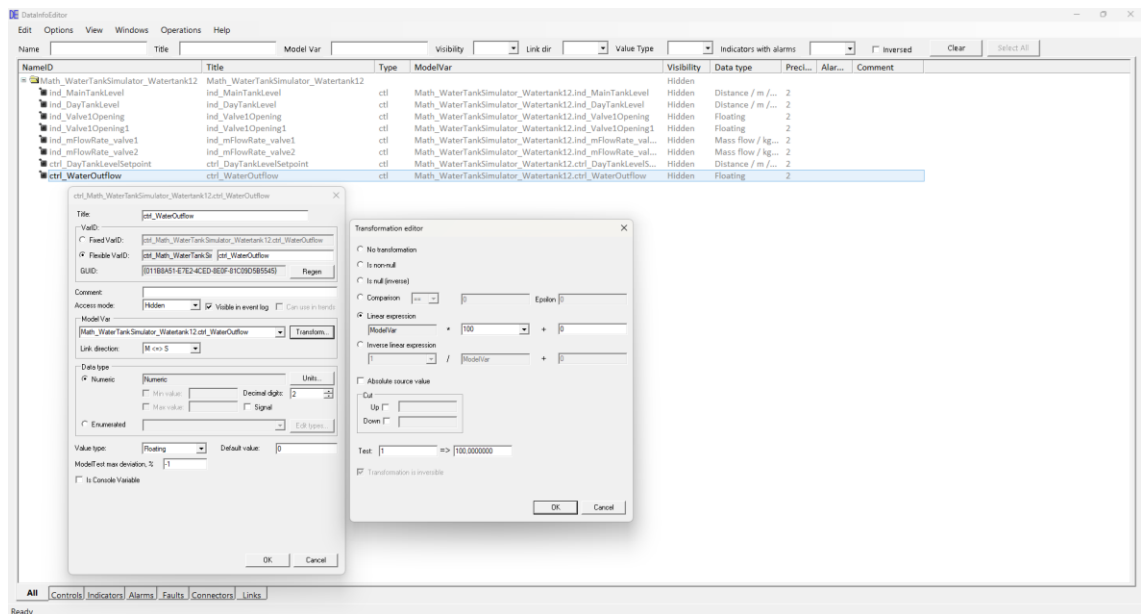 DataInfoEditor
Edit Options View Windows Operations Help
Name Title Model Var Visibility Link dir Value Type Indicators with alarms Inversed Clear Select All
NameID Title Type ModelVar Visibility Data type Preci... Alar... Comment
Math_WaterTankSimulator_Watertank12 Math_WaterTankSimulator_Watertank12 Hidden
ind_MainTankLevel ind_MainTankLevel ctl Math_WaterTankSimulator_Watertank12.ind_MainTankLevel Hidden Distance / m /... 2
ind_DayTankLevel ind_DayTankLevel ctl Math_WaterTankSimulator_Watertank12.ind_DayTankLevel Hidden Distance / m /... 2
ind_Valve1Opening ind_Valve1Opening ctl Math_WaterTankSimulator_Watertank12.ind_Valve1Opening Hidden Floating 2
ind_Valve1Opening1 ind_Valve1Opening1 ctl Math_WaterTankSimulator_Watertank12.ind_Valve1Opening1 Hidden Floating 2
ind_mFlowRate_valve1 ind_mFlowRate_valve1 ctl Math_WaterTankSimulator_Watertank12.ind_mFlowRate_val... Hidden Mass flow / kg... 2
ind_mFlowRate_valve2 ind_mFlowRate_valve2 ctl Math_WaterTankSimulator_Watertank12.ind_mFlowRate_val... Hidden Mass flow / kg... 2
ctrl_DayTankLevelSetpoint ctrl_DayTankLevelSetpoint ctl Math_WaterTankSimulator_Watertank12.ctrl_DayTankLevelS... Hidden Distance / m /... 2
ctrl_WaterOutflow ctrl_WaterOutflow ctl Math_WaterTankSimulator_Watertank12.ctrl_WaterOutflow Hidden Floating 2
ctrl_Math_WaterTankSimulator_Watertank12.ctrl_WaterOutflow
Title: ctrl_WaterOutflow
VarID:
Fixed VarID: ctrl_Math_WaterTankSimulator_Watertank12.ctrl_WaterOutflow
Flexible VarID: ctrl_Math_WaterTankSi ctrl_WaterOutflow
GUID: Regen
Comment:
Access mode: Hidden Visible in event log Can use in trends
Model Var
Math_WaterTankSimulator_Watertank12.ctrl_WaterOutflow Transform...
Link direction: M <=> S
Data type
Numeric Numeric Units...
Min value: Decimal digits: 2
Max value: Signal
Enumerated Edit types...
Value type: Floating Default value: 0
ModelTest max deviation, % -1
Is Console Variable
OK Cancel
Transformation editor
No transformation
Is non-null
Is null (inverse)
Comparison 0 Epsilon 0
Linear expression
ModelVar * 100 + 0
Inverse linear expression
1 / ModelVar + 0
Absolute source value
Cut
Up
Down
Test: 1 => 100,0000000
Transformation is inversible
OK Cancel
All Controls Indicators Alarms Faults Connectors Links
Ready